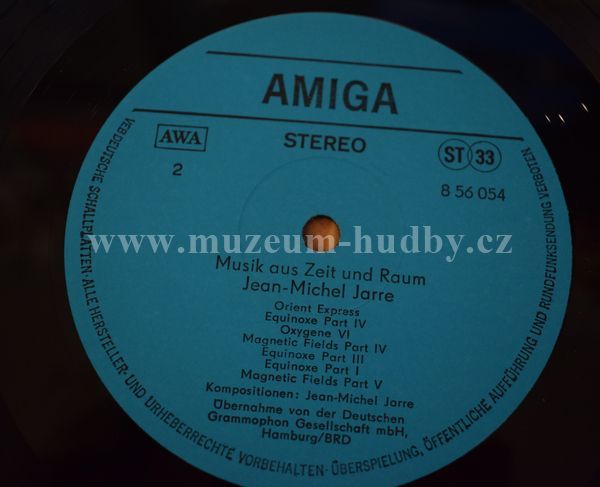 AMIGA
AWA
STEREO
ST 33
2
8 56 054
www.muzeum-hudby.cz
Musik aus Zeit und Raum
Jean-Michel Jarre
Orient Express
Equinoxe Part IV
Oxygene VI
Magnetic Fields Part IV
Equinoxe Part III
Equinoxe Part I
Magnetic Fields Part V
Kompositionen: Jean-Michel Jarre
Übernahme von der Deutschen
Grammophon Gesellschaft mbH,
Hamburg/BRD
VEB DEUTSCHE SCHALLPLATTEN · ALLE HERSTELLER- UND URHEBERRECHTE VORBEHALTEN · ÜBERSPIELUNG, ÖFFENTLICHE AUFFÜHRUNG UND RUNDFUNKSENDUNG VERBOTEN